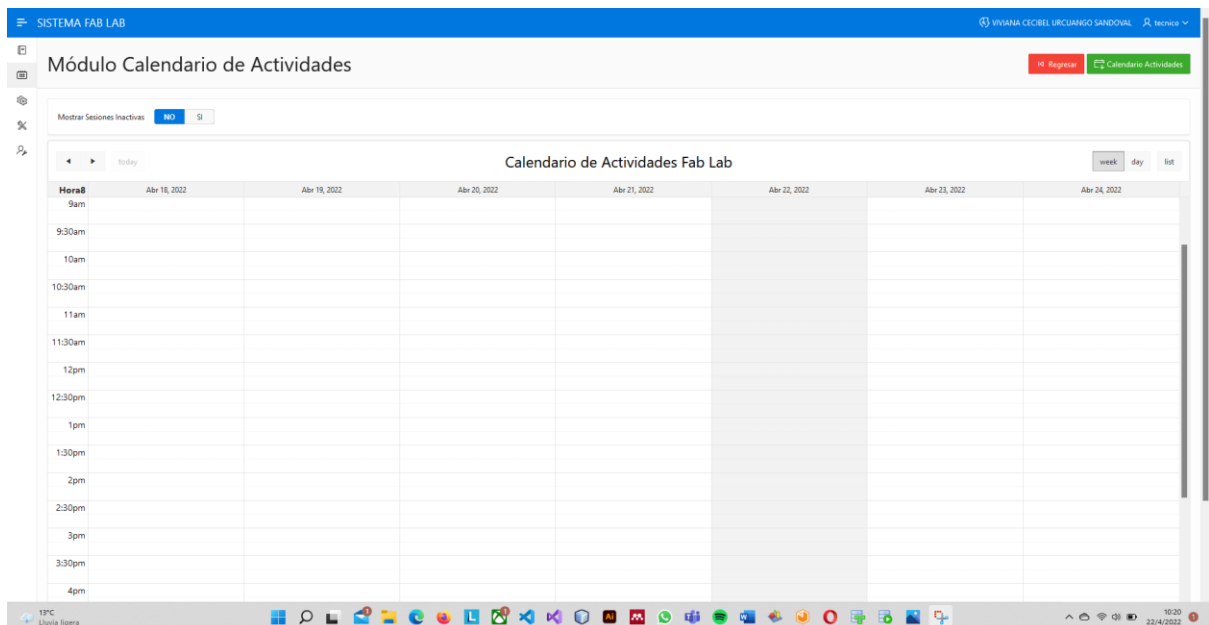 SISTEMA FAB LAB
VIVIANA CECIBEL URCUANGO SANDOVAL tecnico
Módulo Calendario de Actividades
Regresar
Calendario Actividades
Mostrar Sesiones Inactivas NO SI
today
Calendario de Actividades Fab Lab
week day list
Hora8 Abr 18, 2022 Abr 19, 2022 Abr 20, 2022 Abr 21, 2022 Abr 22, 2022 Abr 23, 2022 Abr 24, 2022
9am
9:30am
10am
10:30am
11am
11:30am
12pm
12:30pm
1pm
1:30pm
2pm
2:30pm
3pm
3:30pm
4pm
13°C
Lluvia ligera
10:20
22/4/2022